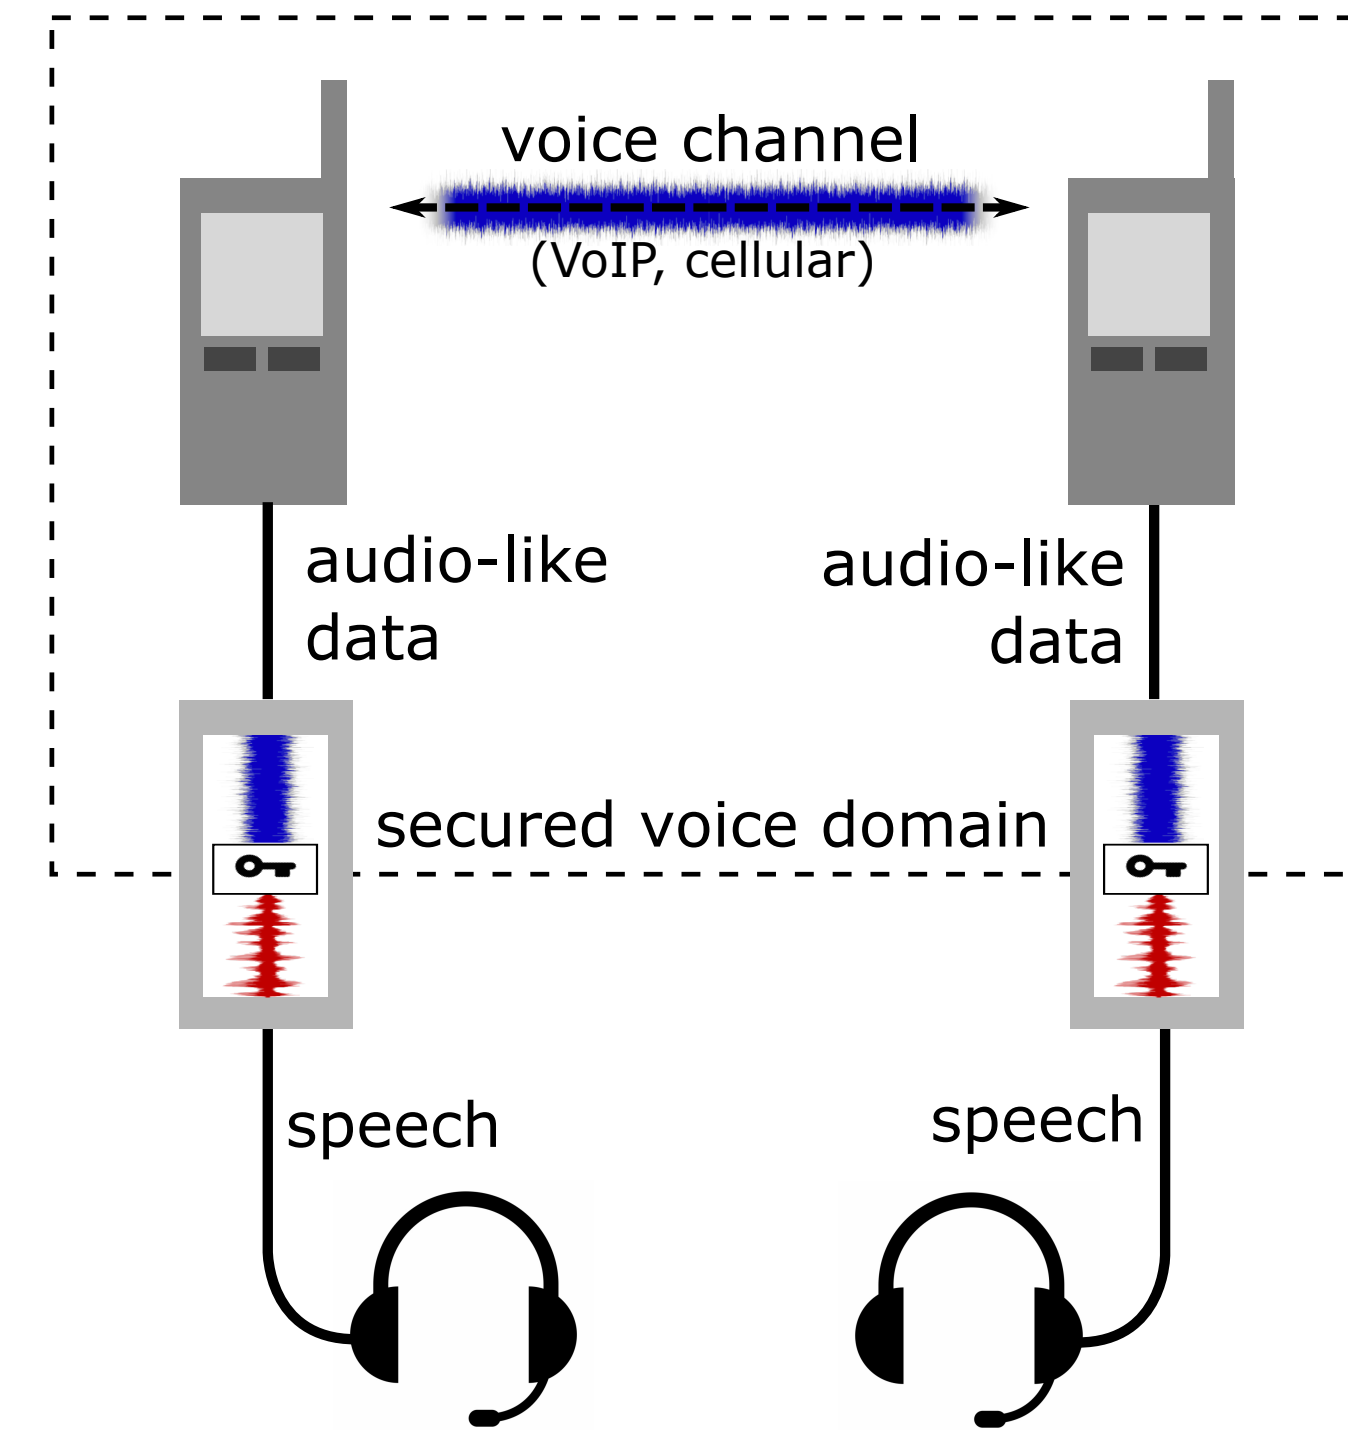 voice channel
(VoIP, cellular)
audio-like
data
audio-like
data
secured voice domain
speech
speech